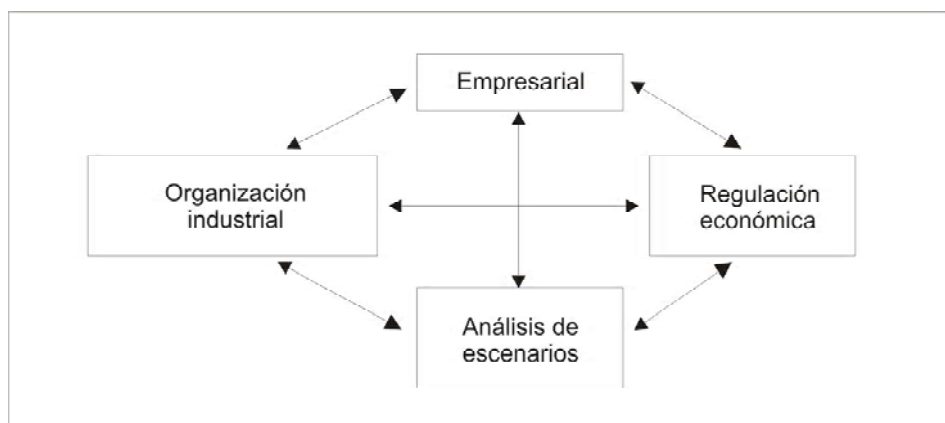 Empresarial
Organización
industrial
Regulación
económica
Análisis de
escenarios